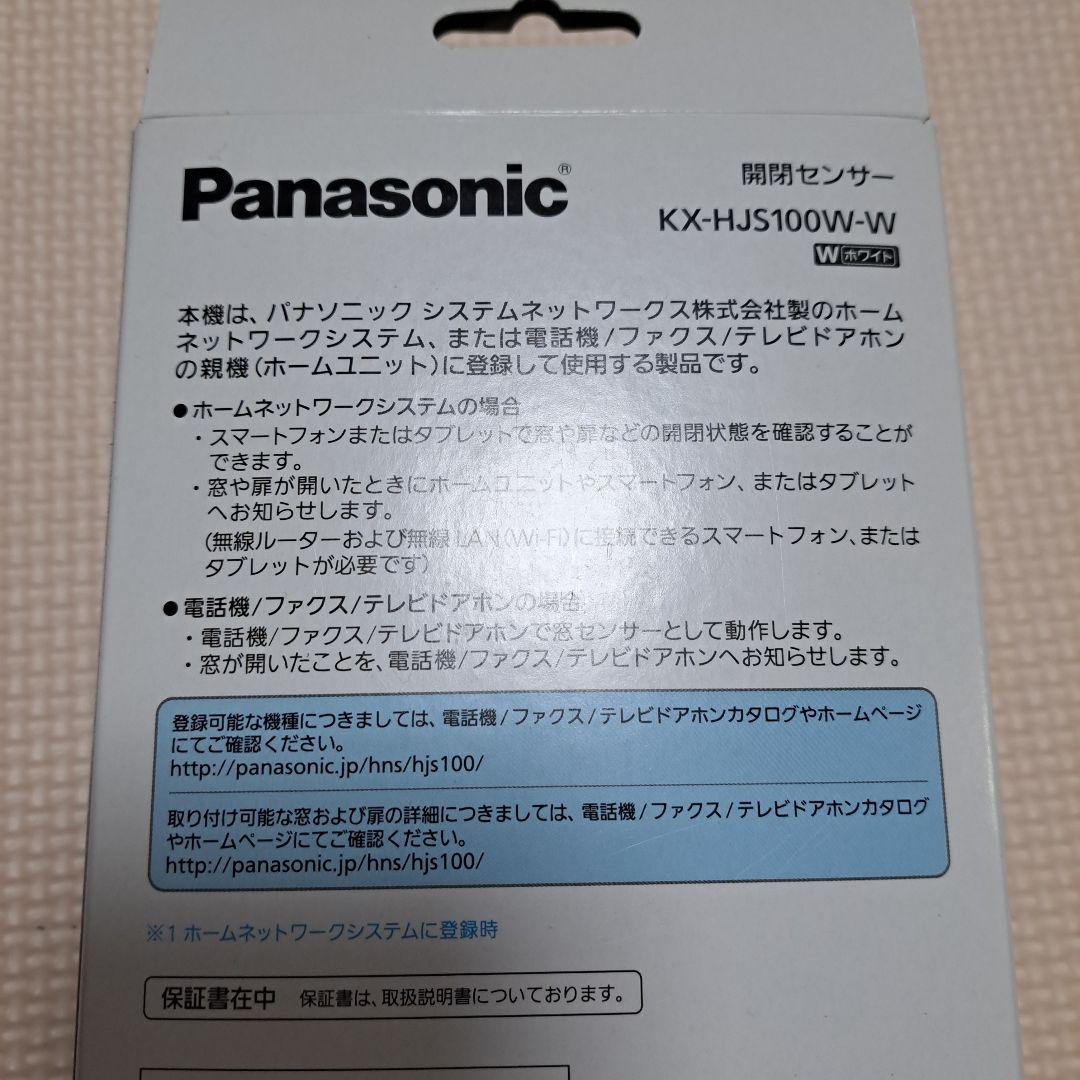 Panasonic®
開閉センサー
KX-HJS100W-W
W ホワイト
本機は、パナソニック システムネットワークス株式会社製のホーム
ネットワークシステム、または電話機/ファクス/テレビドアホン
の親機(ホームユニット)に登録して使用する製品です。
●ホームネットワークシステムの場合
・スマートフォンまたはタブレットで窓や扉などの開閉状態を確認することが
できます。
・窓や扉が開いたときにホームユニットやスマートフォン、またはタブレット
へお知らせします。
(無線ルーターおよび無線LAN(Wi-Fi)に接続できるスマートフォン、または
タブレットが必要です)
●電話機/ファクス/テレビドアホンの場合
・電話機/ファクス/テレビドアホンで窓センサーとして動作します。
・窓が開いたことを、電話機/ファクス/テレビドアホンへお知らせします。
登録可能な機種につきましては、電話機/ファクス/テレビドアホンカタログやホームページ
にてご確認ください。
http://panasonic.jp/hns/hjs100/
取り付け可能な窓および扉の詳細につきましては、電話機/ファクス/テレビドアホンカタログ
やホームページにてご確認ください。
http://panasonic.jp/hns/hjs100/
※1 ホームネットワークシステムに登録時
保証書在中 保証書は、取扱説明書についております。